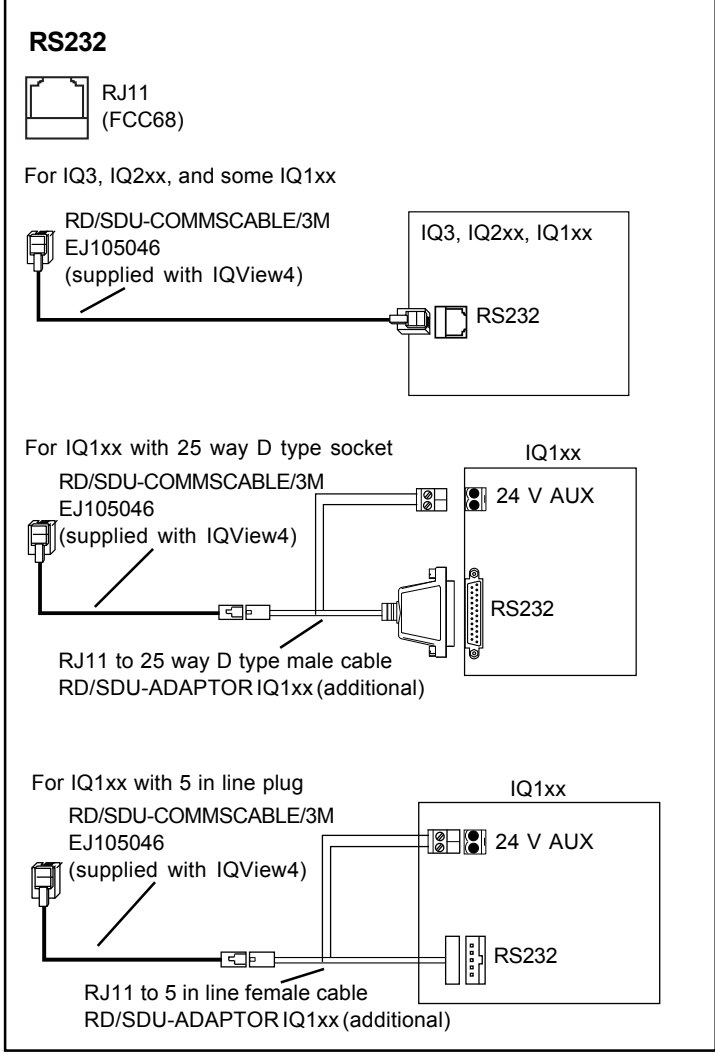 RS232
RJ11
(FCC68)
For IQ3, IQ2xx, and some IQ1xx
RD/SDU-COMMSCABLE/3M
EJ105046
(supplied with IQView4)
IQ3, IQ2xx, IQ1xx
RS232
For IQ1xx with 25 way D type socket
IQ1xx
RD/SDU-COMMSCABLE/3M
EJ105046
(supplied with IQView4)
24 V AUX
RS232
RJ11 to 25 way D type male cable
RD/SDU-ADAPTOR IQ1xx (additional)
For IQ1xx with 5 in line plug
IQ1xx
RD/SDU-COMMSCABLE/3M
EJ105046
(supplied with IQView4)
24 V AUX
RS232
RJ11 to 5 in line female cable
RD/SDU-ADAPTOR IQ1xx (additional)